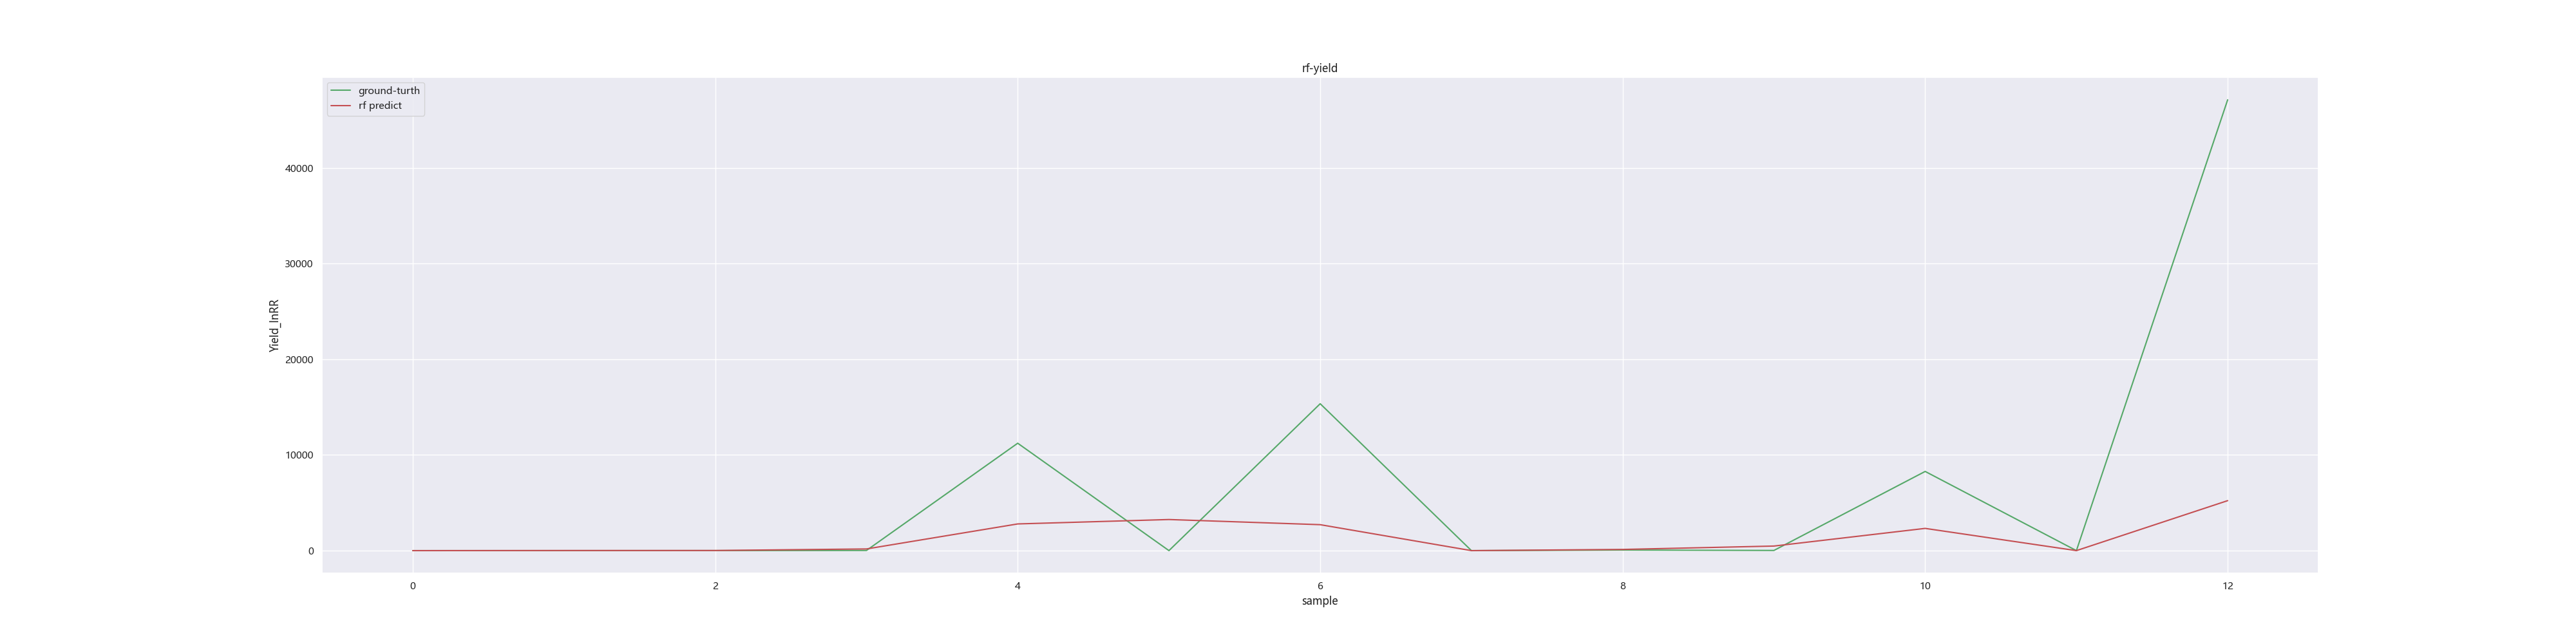 rf-yield
ground-turth
rf predict
40000
30000
20000
10000
0
Yield_lnRR
0 2 4 6 8 10 12
sample